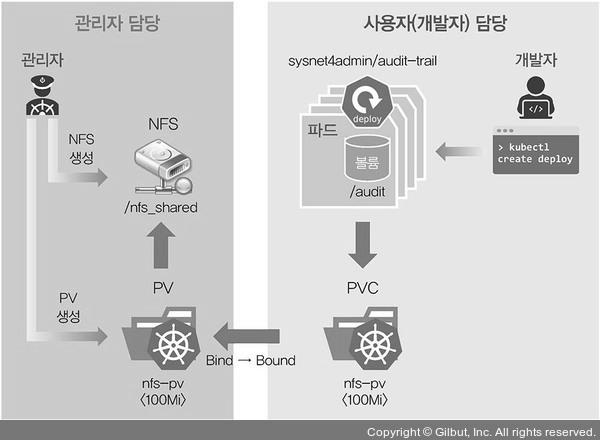 관리자 담당
관리자
NFS
생성
NFS
/nfs_shared
PV
생성
PV
nfs-pv
〈100Mi〉
Bind → Bound
사용자(개발자) 담당
sysnet4admin/audit-trail
deploy
파드
볼륨
/audit
개발자
> kubectl
create deploy
PVC
nfs-pv
〈100Mi〉
Copyright © Gilbut, Inc. All rights reserved.